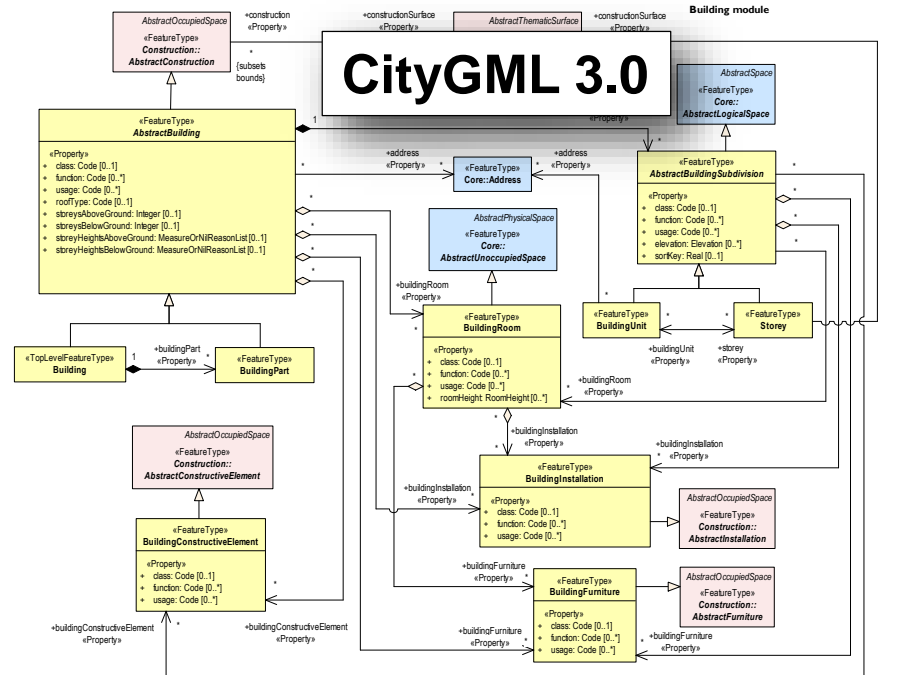 Building module
AbstractOccupiedSpace
«FeatureType»
Construction::
AbstractConstruction
+construction
«Property»
*
{subsets
bounds}
+constructionSurface
«Property»
AbstractThematicSurface
+constructionSurface
«Property»
CityGML 3.0
AbstractSpace
«FeatureType»
Core::
AbstractLogicalSpace
«FeatureType»
AbstractBuilding
«Property»
+ class: Code [0..1]
+ function: Code [0..*]
+ usage: Code [0..*]
+ roofType: Code [0..1]
+ storeysAboveGround: Integer [0..1]
+ storeysBelowGround: Integer [0..1]
+ storeyHeightsAboveGround: MeasureOrNilReasonList [0..1]
+ storeyHeightsBelowGround: MeasureOrNilReasonList [0..1]
1
«Property»
*
*
+address
«Property»
«FeatureType»
Core::Address
+address
«Property»
«FeatureType»
AbstractBuildingSubdivision
«Property»
+ class: Code [0..1]
+ function: Code [0..*]
+ usage: Code [0..*]
+ elevation: Elevation [0..*]
+ sortKey: Real [0..1]
*
*
*
*
*
*
*
*
*
*
AbstractPhysicalSpace
«FeatureType»
Core::
AbstractUnoccupiedSpace
+buildingRoom
«Property»
*
«FeatureType»
BuildingRoom
«Property»
+ class: Code [0..1]
+ function: Code [0..*]
+ usage: Code [0..*]
+ roomHeight: RoomHeight [0..*]
*
*
«FeatureType»
BuildingUnit
*
*
«FeatureType»
Storey
+buildingUnit
«Property»
+storey
«Property»
«TopLevelFeatureType»
Building
1
+buildingPart
«Property»
*
«FeatureType»
BuildingPart
*
+buildingRoom
«Property»
*
+buildingInstallation
«Property»
*
+buildingInstallation
«Property»
*
AbstractOccupiedSpace
«FeatureType»
Construction::
AbstractConstructiveElement
+buildingInstallation
«Property»
*
«FeatureType»
BuildingInstallation
«Property»
+ class: Code [0..1]
+ function: Code [0..*]
+ usage: Code [0..*]
AbstractOccupiedSpace
«FeatureType»
Construction::
AbstractInstallation
«FeatureType»
BuildingConstructiveElement
«Property»
+ class: Code [0..1]
+ function: Code [0..*]
+ usage: Code [0..*]
*
+buildingConstructiveElement
«Property»
*
+buildingConstructiveElement
«Property»
+buildingFurniture
«Property»
*
«FeatureType»
BuildingFurniture
«Property»
+ class: Code [0..1]
+ function: Code [0..*]
+ usage: Code [0..*]
AbstractOccupiedSpace
«FeatureType»
Construction::
AbstractFurniture
+buildingFurniture
«Property»
*
*
+buildingFurniture
«Property»